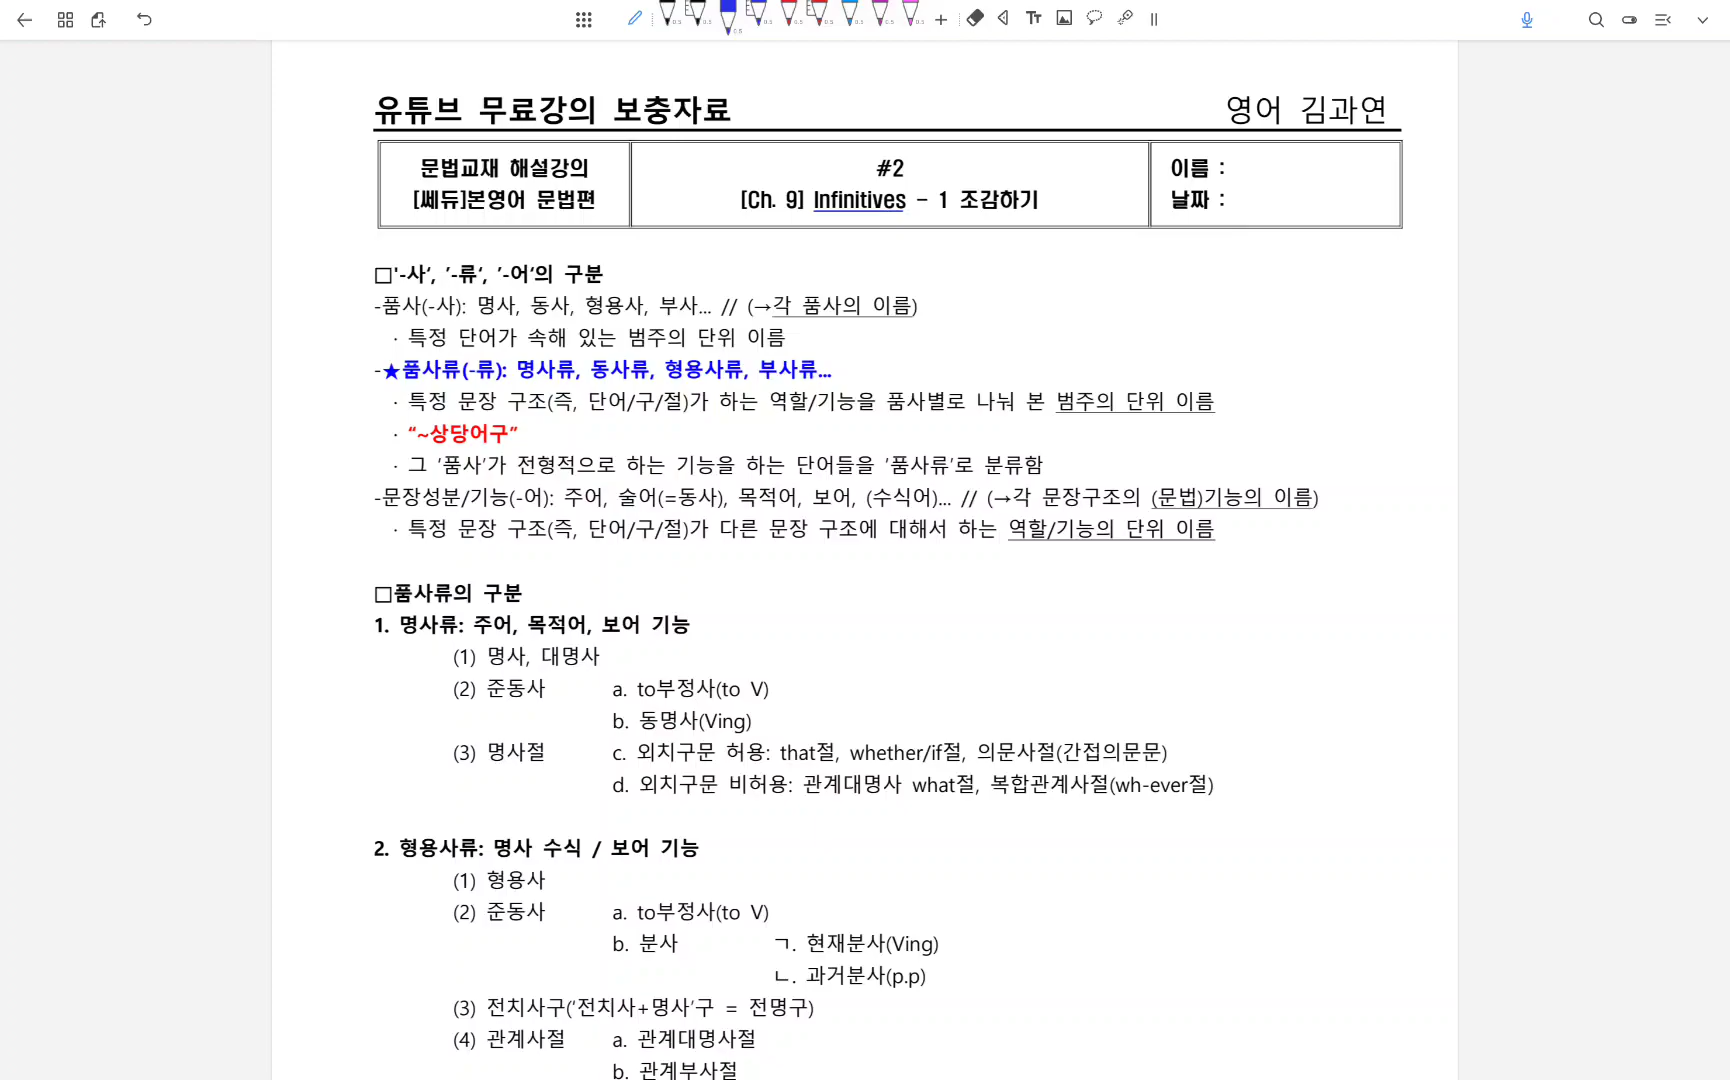 유튜브 무료강의 보충자료 영어 김과연
문법교재 해설강의
[쎄듀]본영어 문법편
#2
[Ch. 9] Infinitives - 1 조감하기
이름 :
날짜 :
□'-사‘, ’-류‘, ’-어‘의 구분
-품사(-사): 명사, 동사, 형용사, 부사... // (→각 품사의 이름)
· 특정 단어가 속해 있는 범주의 단위 이름
-★품사류(-류): 명사류, 동사류, 형용사류, 부사류...
· 특정 문장 구조(즉, 단어/구/절)가 하는 역할/기능을 품사별로 나눠 본 범주의 단위 이름
· “~상당어구”
· 그 ‘품사’가 전형적으로 하는 기능을 하는 단어들을 ’품사류‘로 분류함
-문장성분/기능(-어): 주어, 술어(=동사), 목적어, 보어, (수식어)... // (→각 문장구조의 (문법)기능의 이름)
· 특정 문장 구조(즉, 단어/구/절)가 다른 문장 구조에 대해서 하는 역할/기능의 단위 이름
□품사류의 구분
1. 명사류: 주어, 목적어, 보어 기능
(1) 명사, 대명사
(2) 준동사 a. to부정사(to V)
b. 동명사(Ving)
(3) 명사절 c. 외치구문 허용: that절, whether/if절, 의문사절(간접의문문)
d. 외치구문 비허용: 관계대명사 what절, 복합관계사절(wh-ever절)
2. 형용사류: 명사 수식 / 보어 기능
(1) 형용사
(2) 준동사 a. to부정사(to V)
b. 분사 ㄱ. 현재분사(Ving)
ㄴ. 과거분사(p.p)
(3) 전치사구(‘전치사+명사’구 = 전명구)
(4) 관계사절 a. 관계대명사절
b. 관계부사절